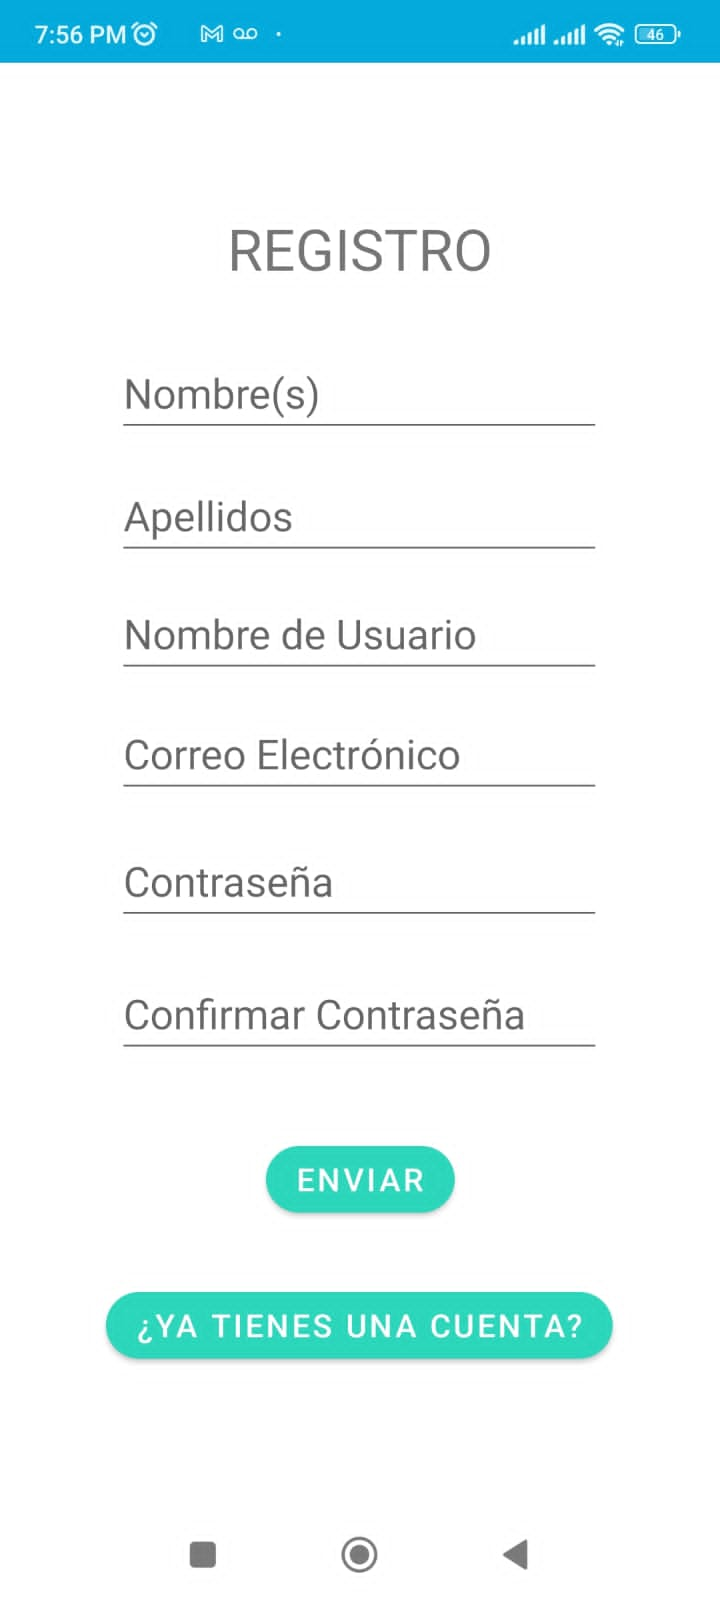 7:56 PM 46
REGISTRO
Nombre(s)
Apellidos
Nombre de Usuario
Correo Electrónico
Contraseña
Confirmar Contraseña
ENVIAR
¿YA TIENES UNA CUENTA?